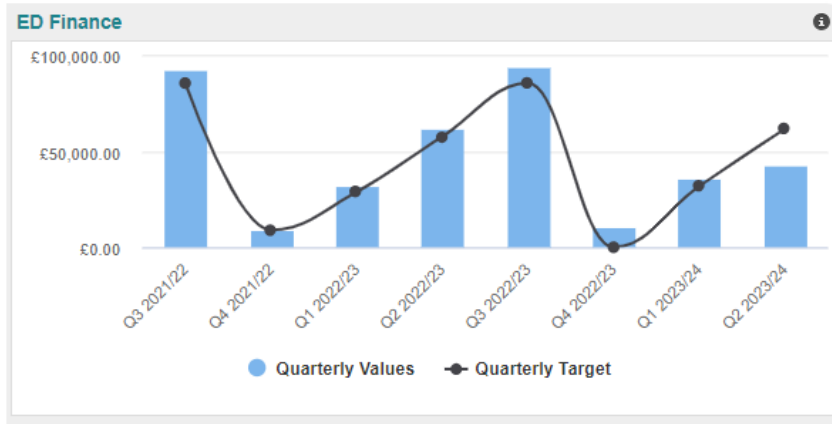 ED Finance
£100,000.00
£50,000.00
£0.00
Q3 2021/22
Q4 2021/22
Q1 2022/23
Q2 2022/23
Q3 2022/23
Q4 2022/23
Q1 2023/24
Q2 2023/24
Quarterly Values
Quarterly Target